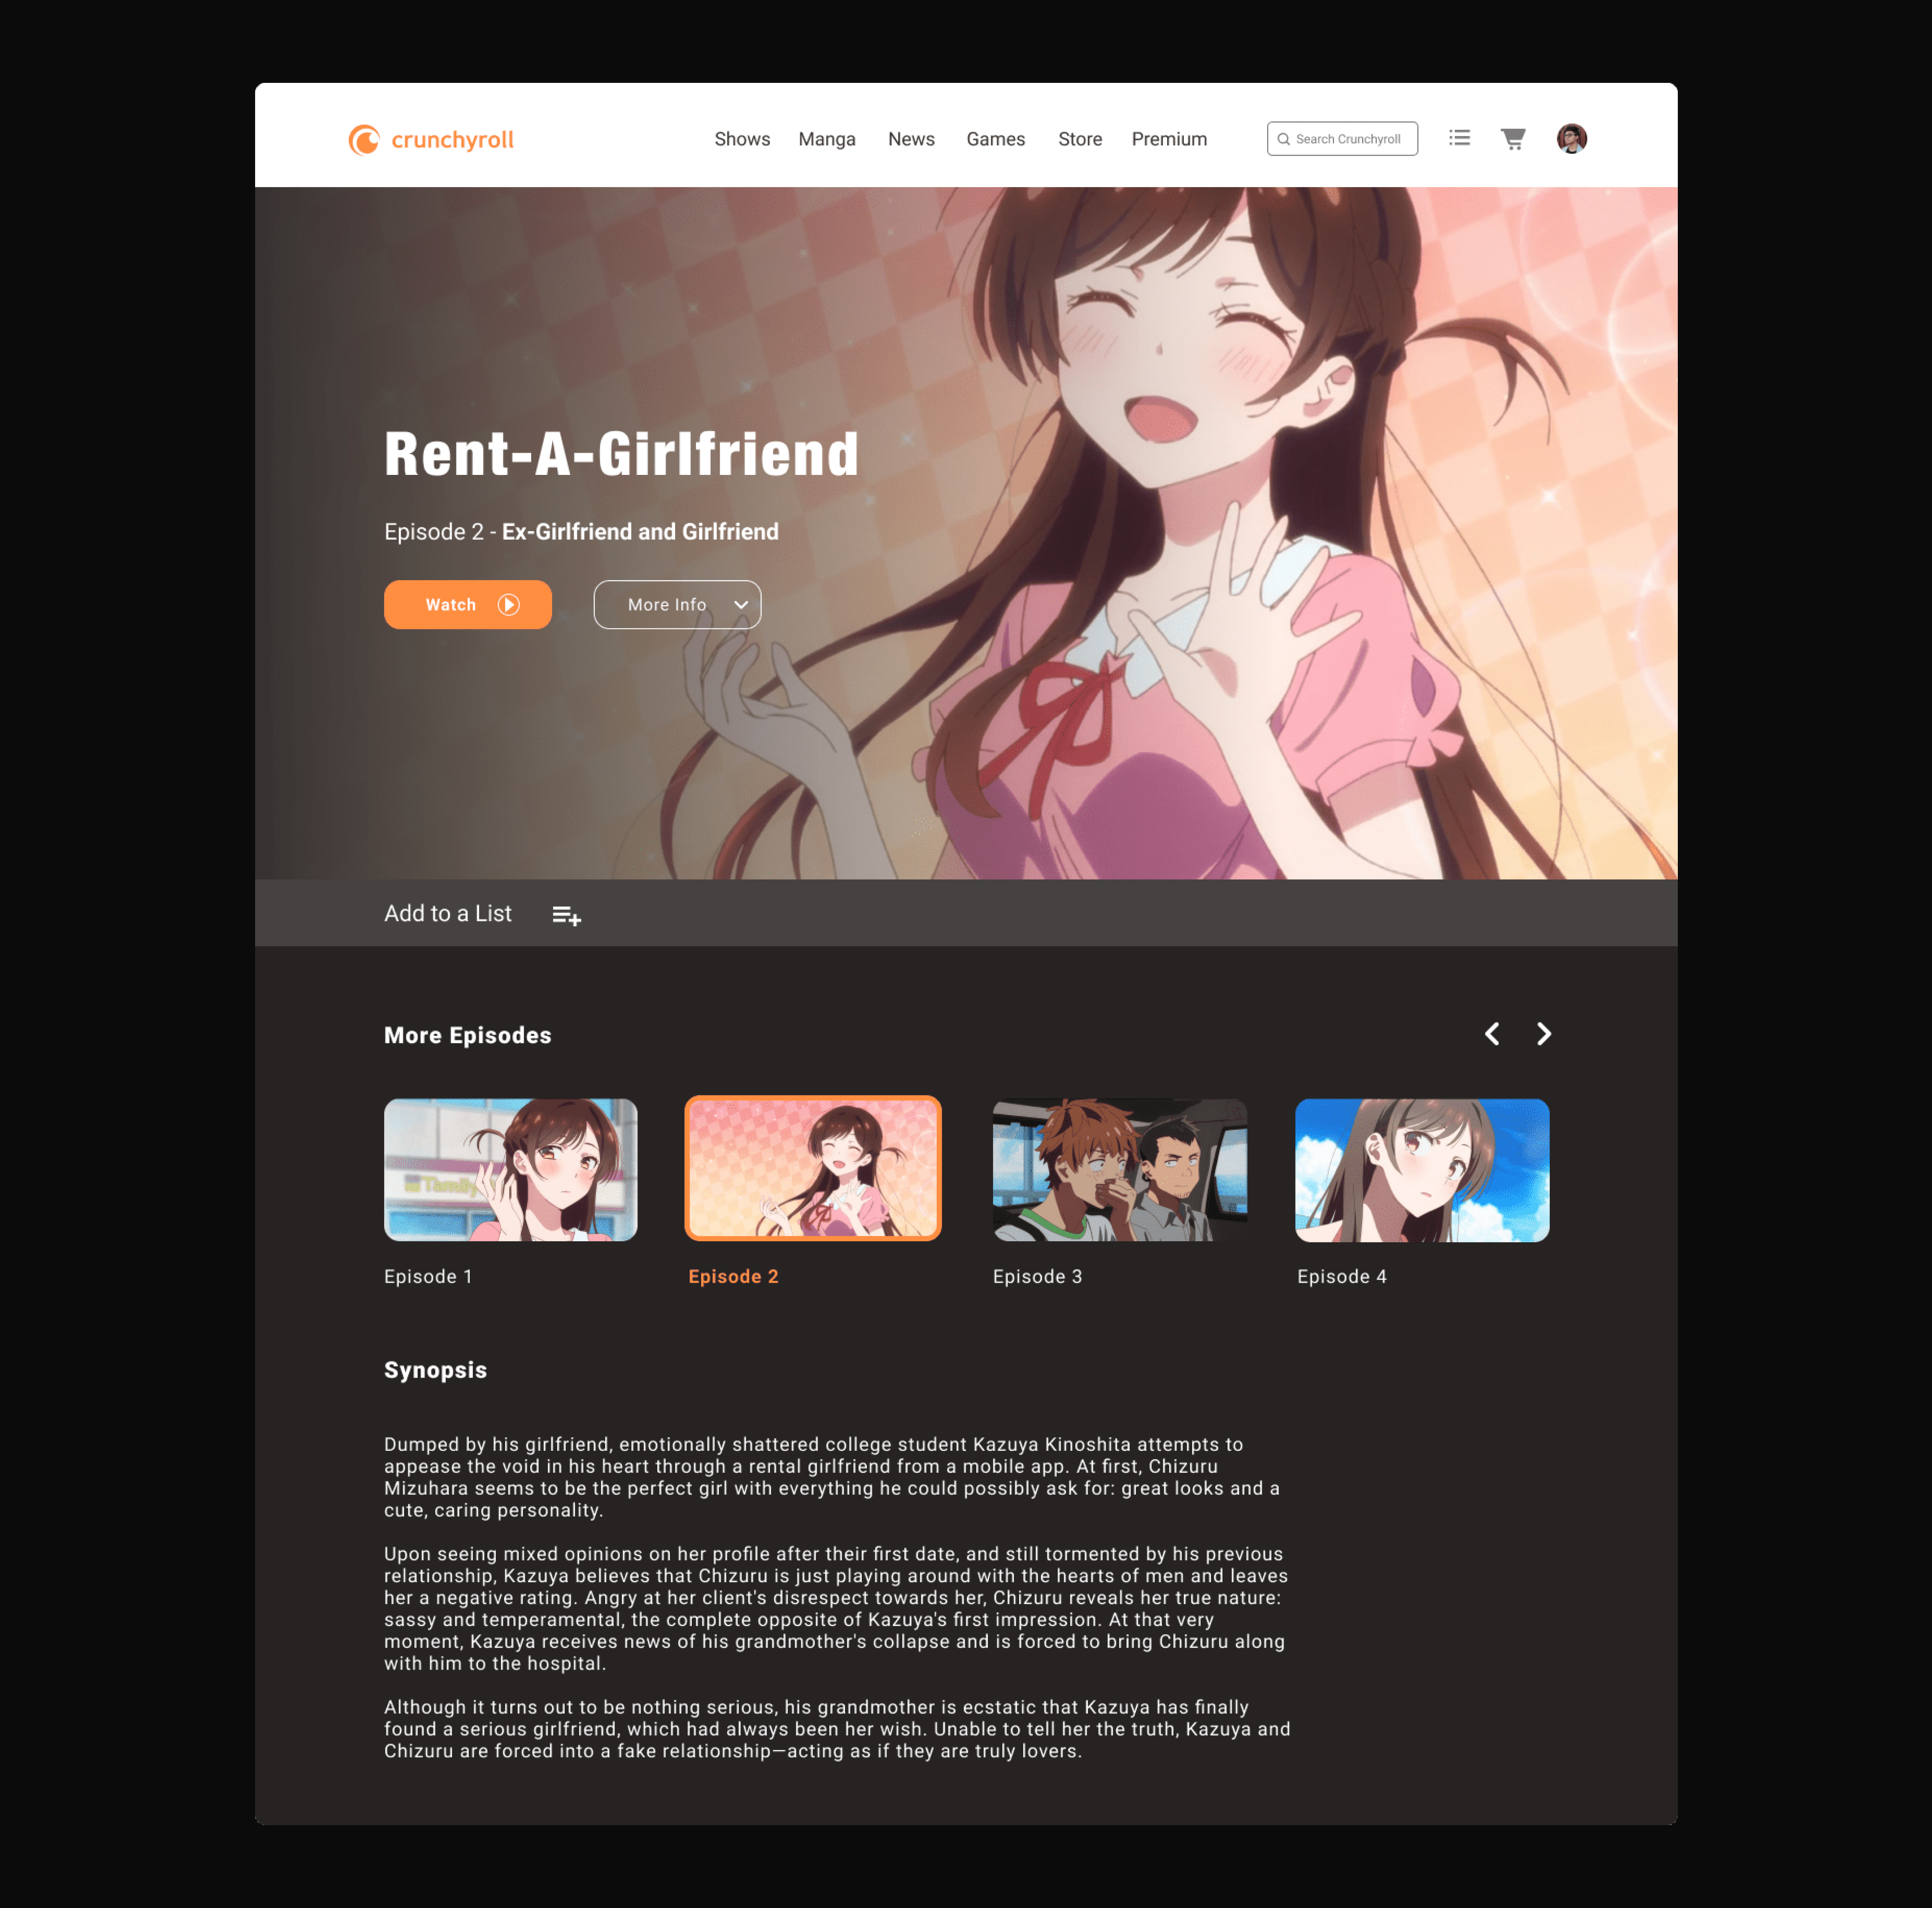 crunchyroll
Shows Manga News Games Store Premium Search Crunchyroll
Rent-A-Girlfriend
Episode 2 - Ex-Girlfriend and Girlfriend
Watch More Info
Add to a List
More Episodes
Family
Episode 1 Episode 2 Episode 3 Episode 4
Synopsis
Dumped by his girlfriend, emotionally shattered college student Kazuya Kinoshita attempts to
appease the void in his heart through a rental girlfriend from a mobile app. At first, Chizuru
Mizuhara seems to be the perfect girl with everything he could possibly ask for: great looks and a
cute, caring personality.
Upon seeing mixed opinions on her profile after their first date, and still tormented by his previous
relationship, Kazuya believes that Chizuru is just playing around with the hearts of men and leaves
her a negative rating. Angry at her client's disrespect towards her, Chizuru reveals her true nature:
sassy and temperamental, the complete opposite of Kazuya's first impression. At that very
moment, Kazuya receives news of his grandmother's collapse and is forced to bring Chizuru along
with him to the hospital.
Although it turns out to be nothing serious, his grandmother is ecstatic that Kazuya has finally
found a serious girlfriend, which had always been her wish. Unable to tell her the truth, Kazuya and
Chizuru are forced into a fake relationship—acting as if they are truly lovers.